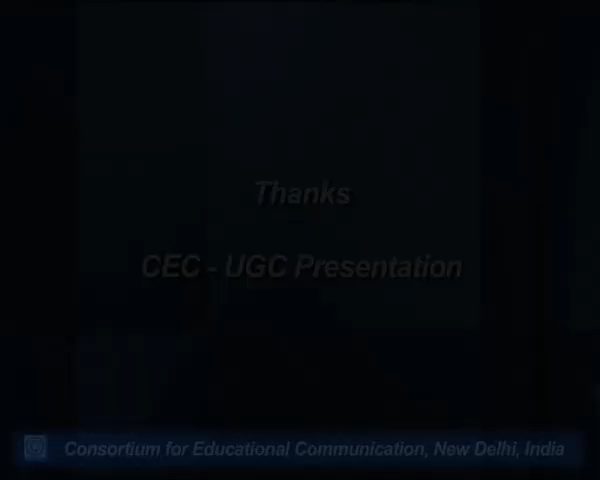 Thanks
CEC - UGC Presentation
Consortium for Educational Communication, New Delhi, India